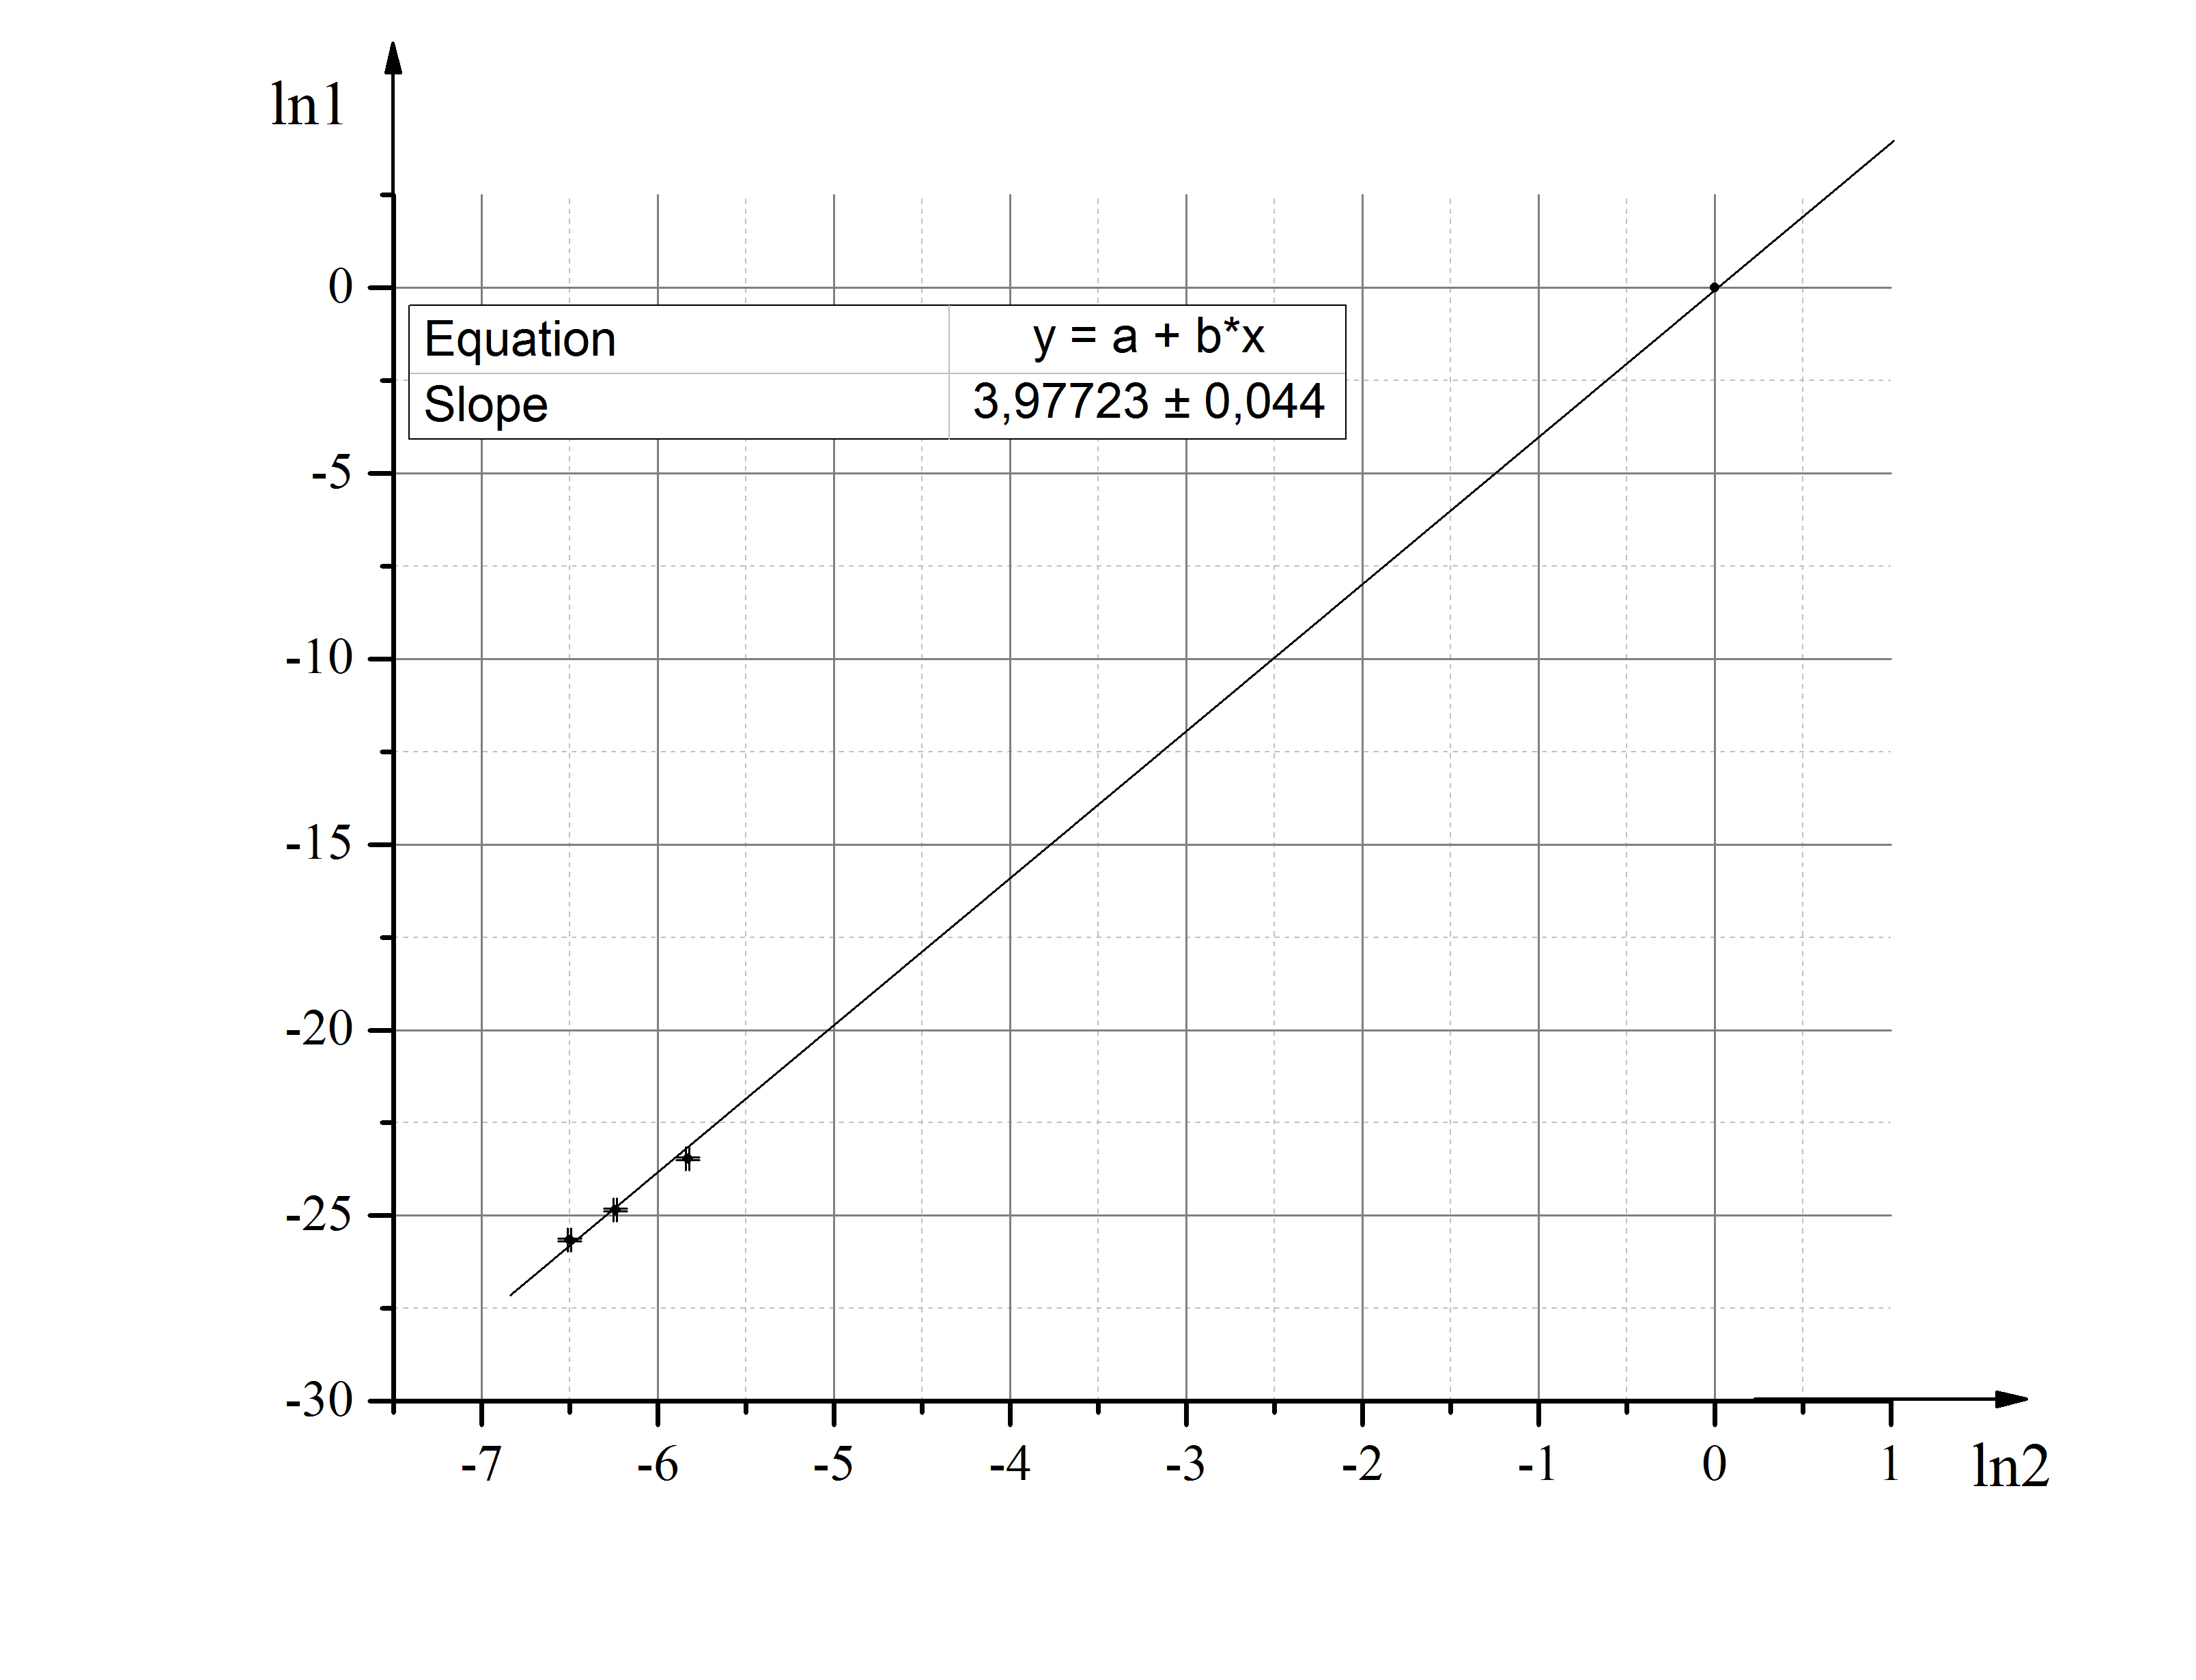 ln1
0
Equation y = a + b*x
Slope 3,97723 ± 0,044
-5
-10
-15
-20
-25
-30
-7 -6 -5 -4 -3 -2 -1 0 1 ln2